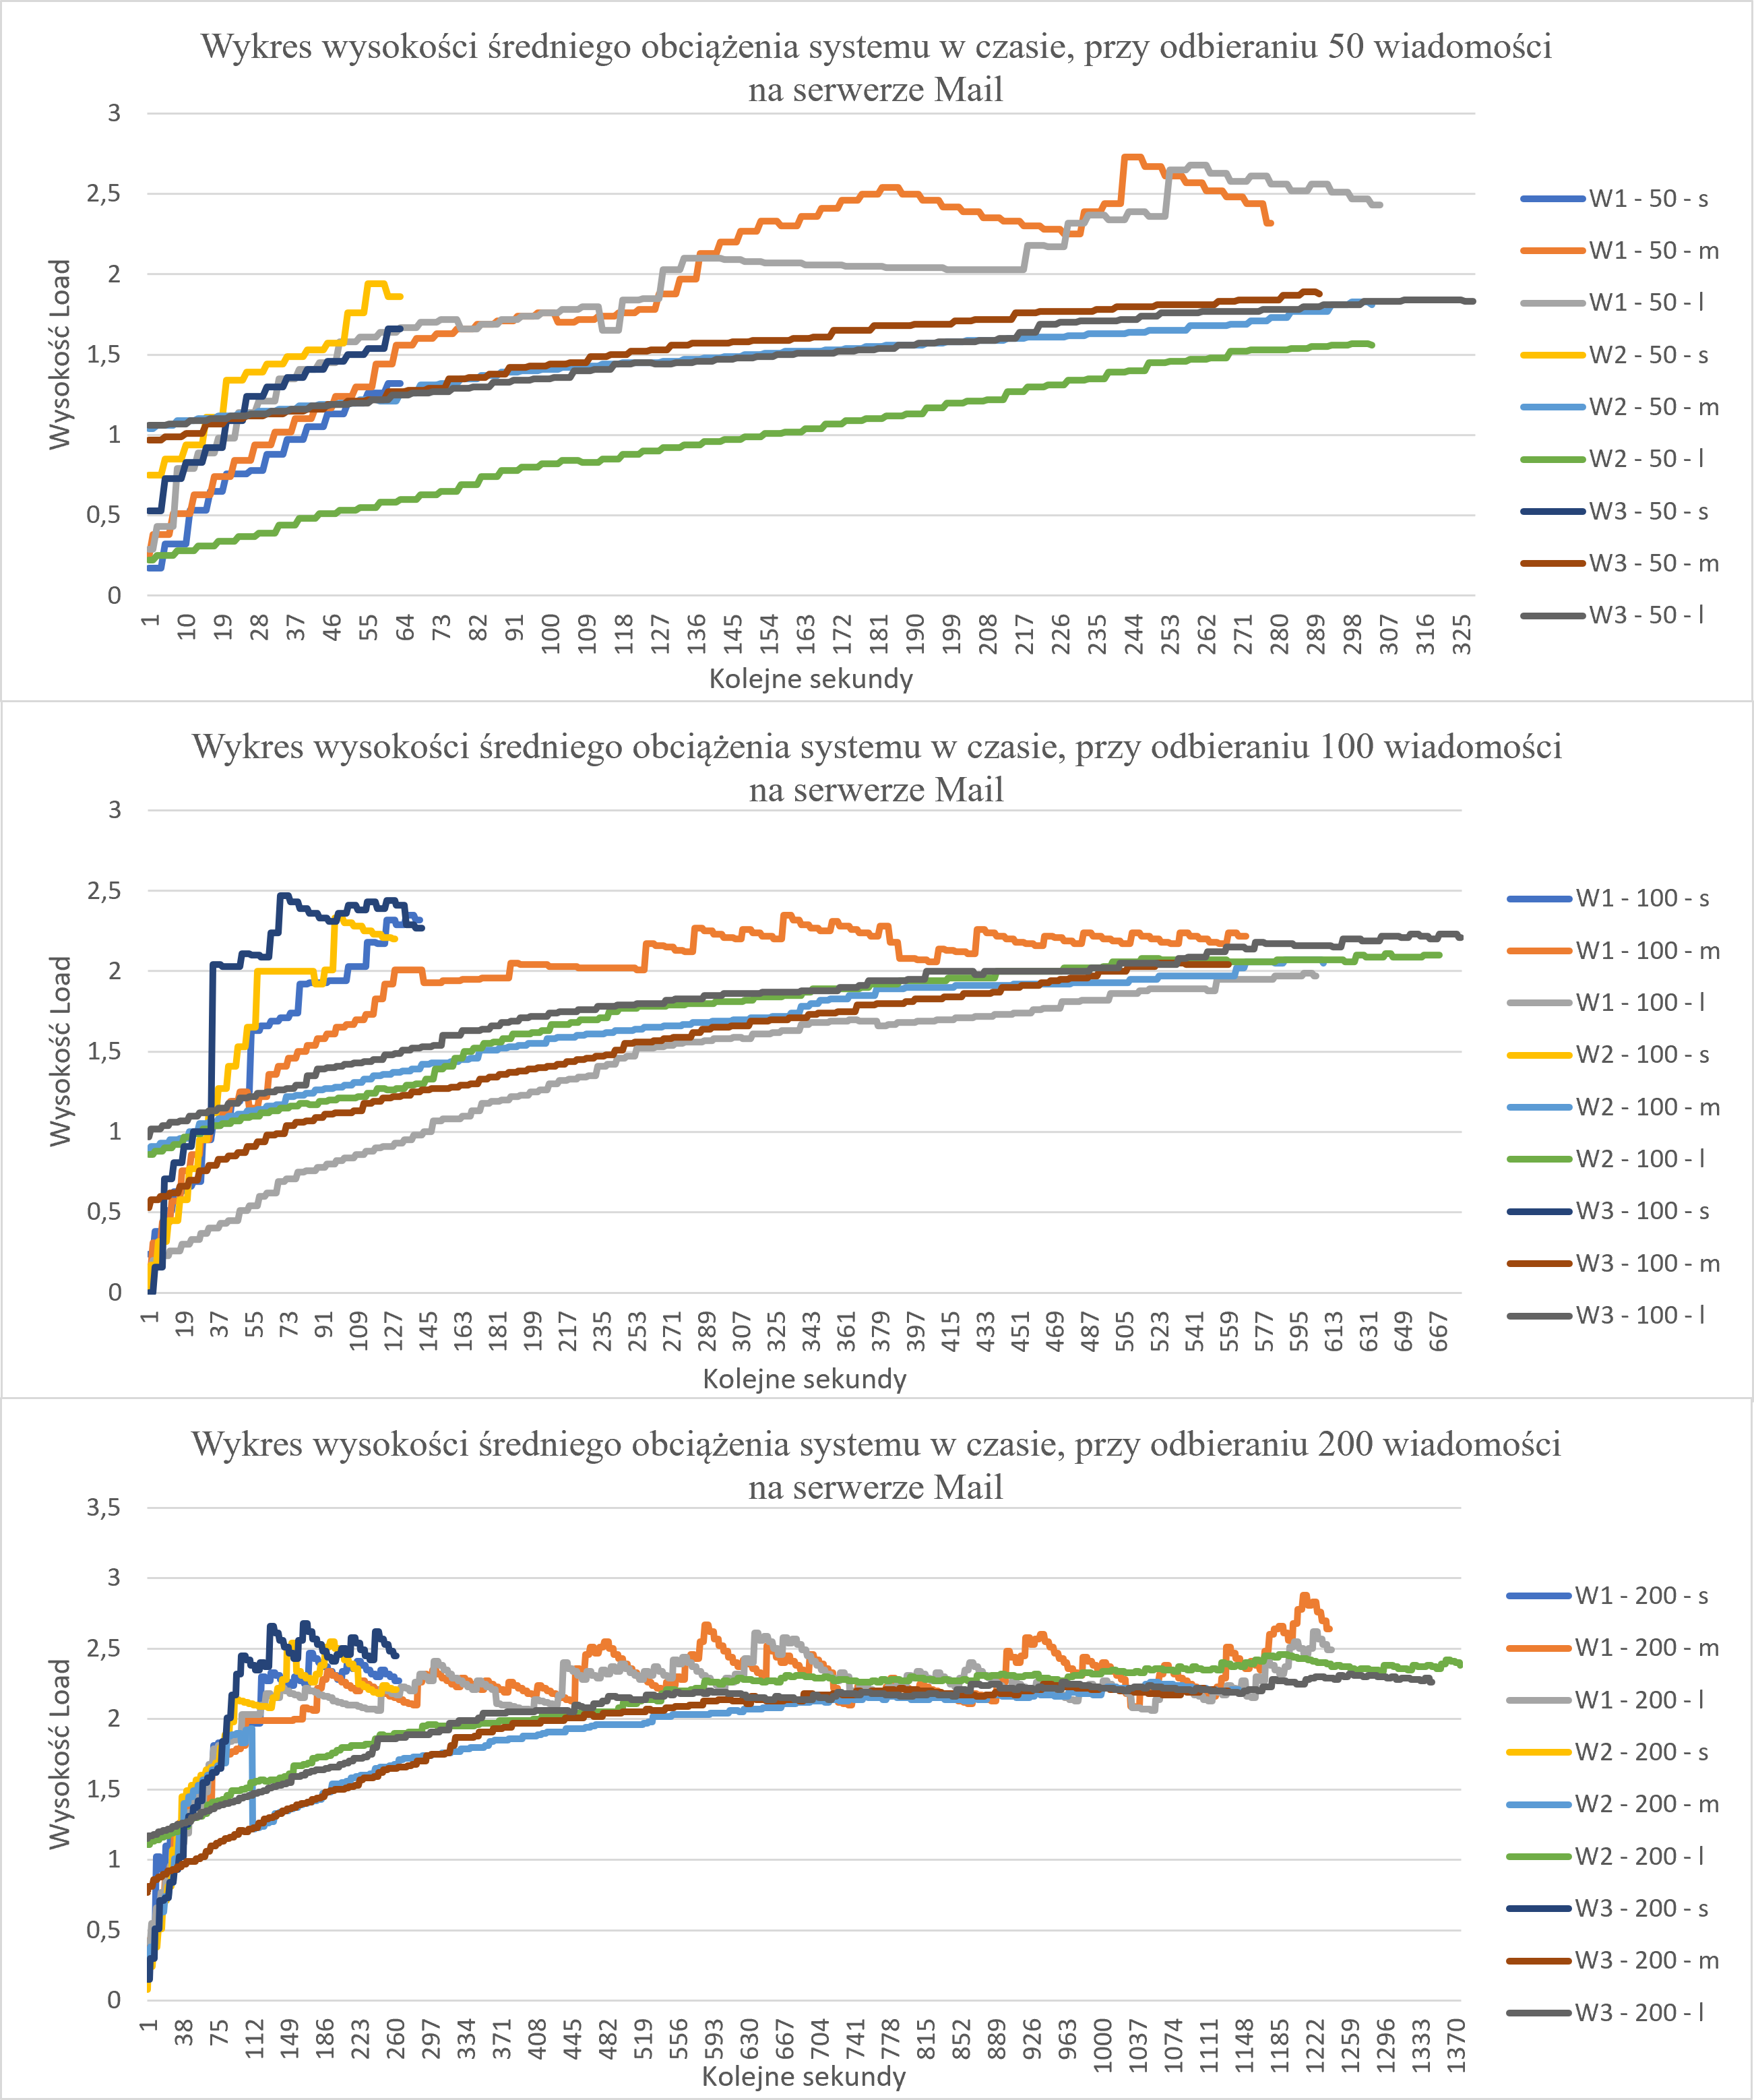 Wykres wysokości średniego obciążenia systemu w czasie, przy odbieraniu 50 wiadomości
na serwerze Mail
3
2,5
2
1,5
1
0,5
0
Wysokość Load
1 10 19 28 37 46 55 64 73 82 91 100 109 118 127 136 145 154 163 172 181 190 199 208 217 226 235 244 253 262 271 280 289 298 307 316 325
Kolejne sekundy
W1 - 50 - s
W1 - 50 - m
W1 - 50 - l
W2 - 50 - s
W2 - 50 - m
W2 - 50 - l
W3 - 50 - s
W3 - 50 - m
W3 - 50 - l
Wykres wysokości średniego obciążenia systemu w czasie, przy odbieraniu 100 wiadomości
na serwerze Mail
3
2,5
2
1,5
1
0,5
0
Wysokość Load
1 19 37 55 73 91 109 127 145 163 181 199 217 235 253 271 289 307 325 343 361 379 397 415 433 451 469 487 505 523 541 559 577 595 613 631 649 667
Kolejne sekundy
W1 - 100 - s
W1 - 100 - m
W1 - 100 - l
W2 - 100 - s
W2 - 100 - m
W2 - 100 - l
W3 - 100 - s
W3 - 100 - m
W3 - 100 - l
Wykres wysokości średniego obciążenia systemu w czasie, przy odbieraniu 200 wiadomości
na serwerze Mail
3,5
3
2,5
2
1,5
1
0,5
0
Wysokość Load
1 38 75 112 149 186 223 260 297 334 371 408 445 482 519 556 593 630 667 704 741 778 815 852 889 926 963 1000 1037 1074 1111 1148 1185 1222 1259 1296 1333 1370
Kolejne sekundy
W1 - 200 - s
W1 - 200 - m
W1 - 200 - l
W2 - 200 - s
W2 - 200 - m
W2 - 200 - l
W3 - 200 - s
W3 - 200 - m
W3 - 200 - l